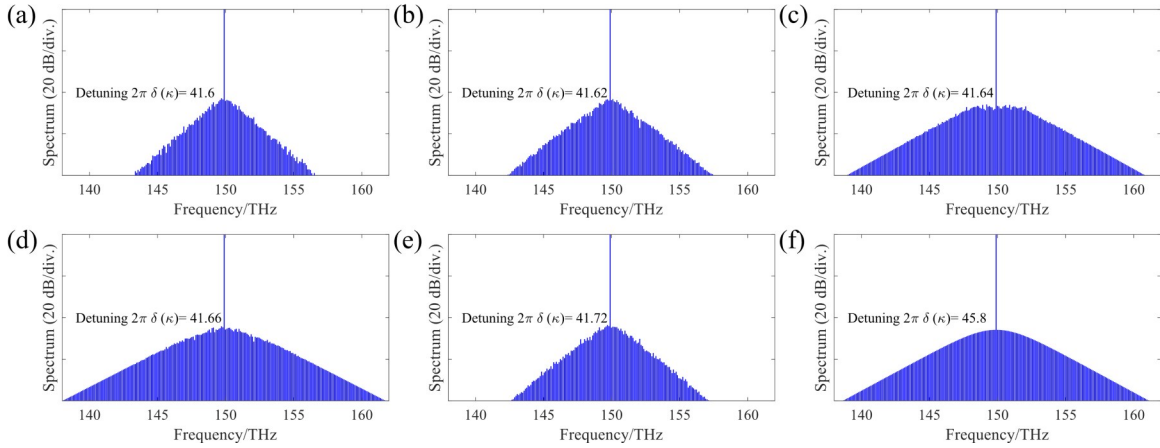 (a)
Spectrum (20 dB/div.)
Detuning 2π δ (κ)= 41.6
140 145 150 155 160
Frequency/THz
(b)
Spectrum (20 dB/div.)
Detuning 2π δ (κ)= 41.62
140 145 150 155 160
Frequency/THz
(c)
Spectrum (20 dB/div.)
Detuning 2π δ (κ)= 41.64
140 145 150 155 160
Frequency/THz
(d)
Spectrum (20 dB/div.)
Detuning 2π δ (κ)= 41.66
140 145 150 155 160
Frequency/THz
(e)
Spectrum (20 dB/div.)
Detuning 2π δ (κ)= 41.72
140 145 150 155 160
Frequency/THz
(f)
Spectrum (20 dB/div.)
Detuning 2π δ (κ)= 45.8
140 145 150 155 160
Frequency/THz